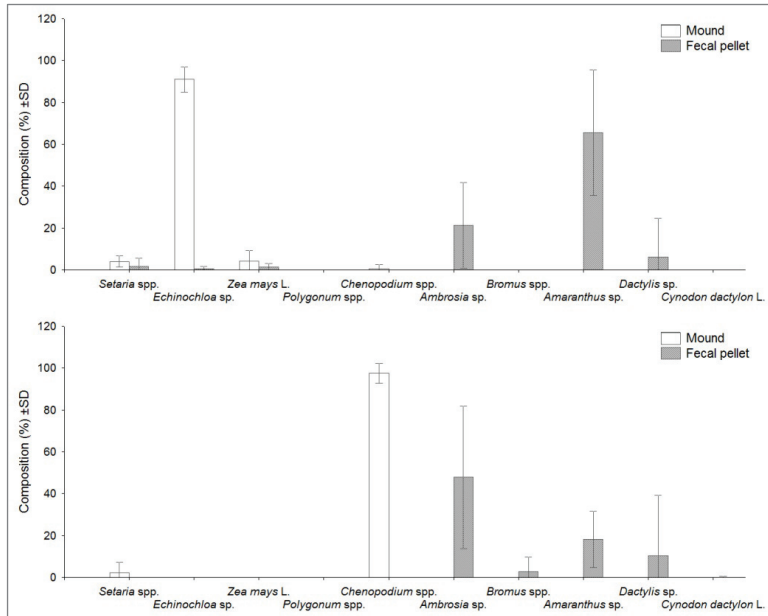 120
100
80
60
40
20
0
Composition (%) ±SD
Mound
Fecal pellet
Setaria spp. Zea mays L. Chenopodium spp. Bromus spp. Dactylis sp.
Echinochloa sp. Polygonum spp. Ambrosia sp. Amaranthus sp. Cynodon dactylon L.
120
100
80
60
40
20
0
Composition (%) ±SD
Mound
Fecal pellet
Setaria spp. Zea mays L. Chenopodium spp. Bromus spp. Dactylis sp.
Echinochloa sp. Polygonum spp. Ambrosia sp. Amaranthus sp. Cynodon dactylon L.